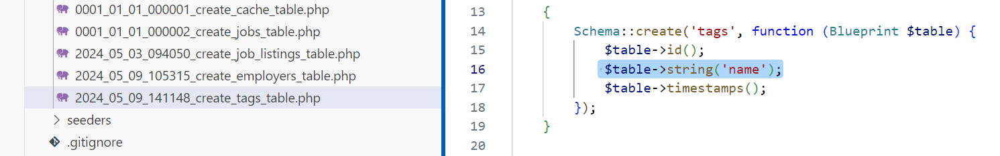 0001_01_01_000001_create_cache_table.php
0001_01_01_000002_create_jobs_table.php
2024_05_03_094050_create_job_listings_table.php
2024_05_09_105315_create_employers_table.php
2024_05_09_141148_create_tags_table.php
seeders
.gitignore
13 {
14 Schema::create('tags', function (Blueprint $table) {
15 $table->id();
16 $table->string('name');
17 $table->timestamps();
18 });
19 }
20